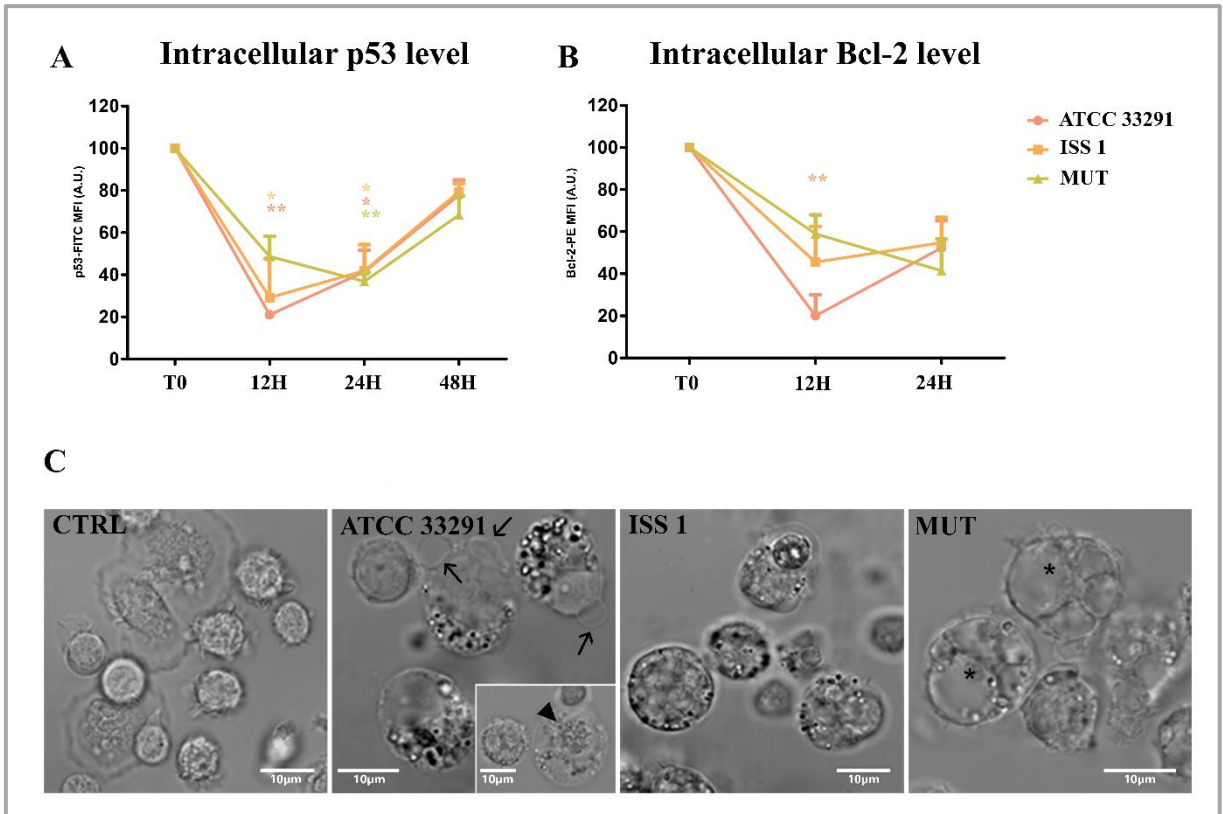 A Intracellular p53 level
p53-FITC MFI (A.U.)
120
100
80
60
40
20
0
*
**
*
*
**
T0 12H 24H 48H
B Intracellular Bcl-2 level
Bcl-2-PE MFI (A.U.)
120
100
80
60
40
20
0
**
T0 12H 24H
ATCC 33291
ISS 1
MUT
C
CTRL
10μm
ATCC 33291
10μm
10μm
ISS 1
10μm
MUT
*
*
10μm